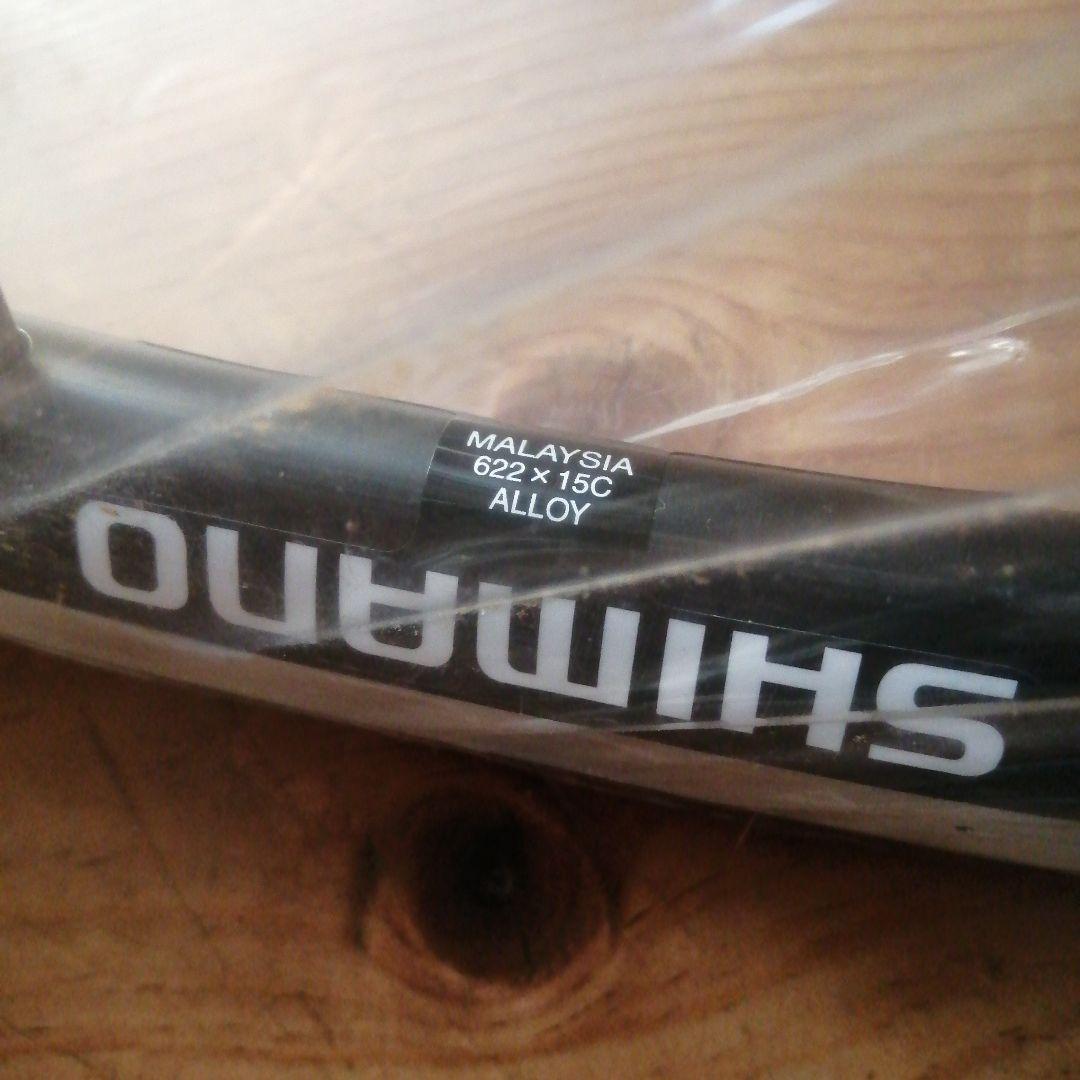 MALAYSIA
622 × 15C
ALLOY
SHIMANO